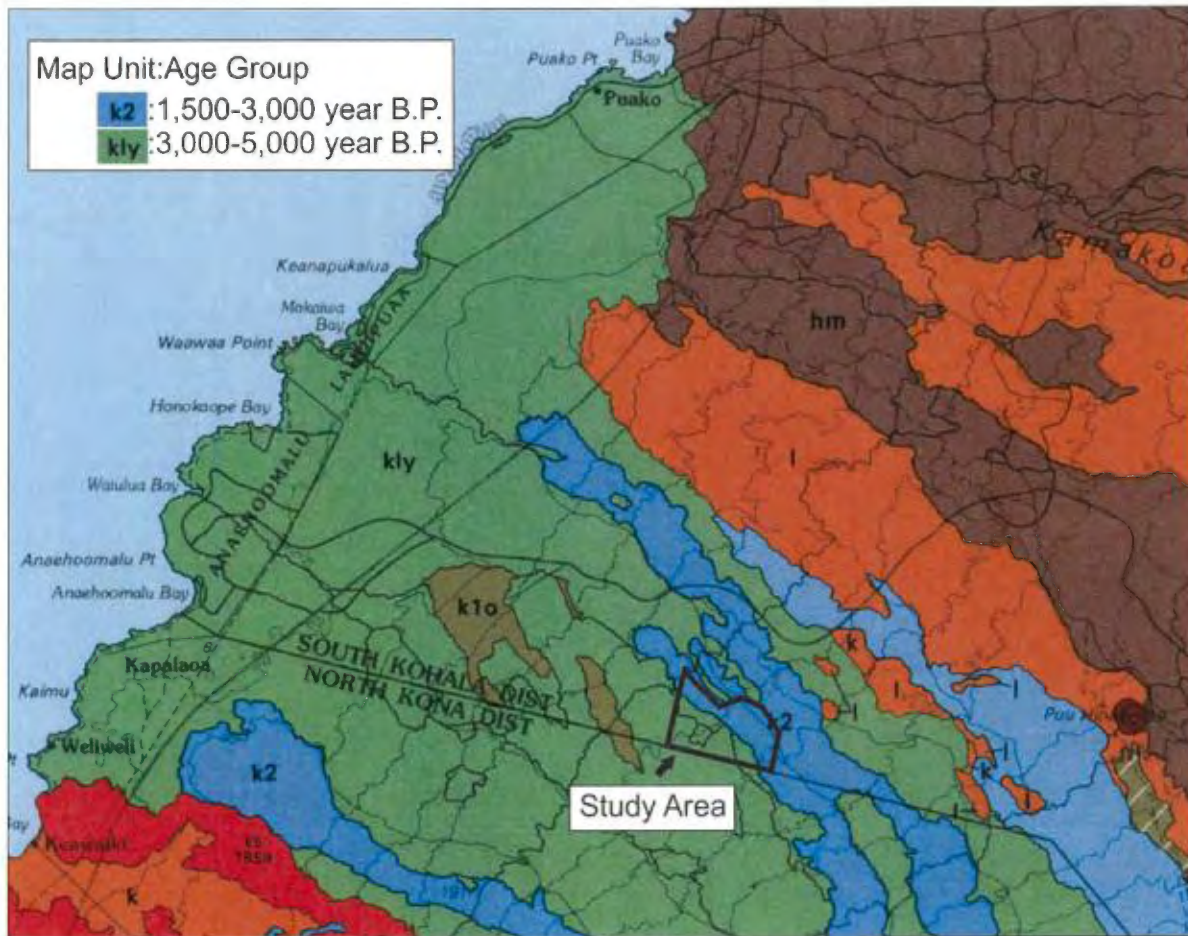 Map Unit:Age Group
k2 :1,500-3,000 year B.P.
kly :3,000-5,000 year B.P.
Puako Pt
Puako
Bay
Puako
Keanapukalua
Makaiwa
Bay
Waawaa Point
Honokaope Bay
Waiulua Bay
Anaehoomalu Pt
Anaehoomalu Bay
Kapalaoa
Kaimu
Weliweli
LALEPUAA
ANAEHOOMALU
kly
k1o
hm
l
k
l
l
l
k
l
l
SOUTH KOHALA DIST
NORTH KONA DIST
k2
Study Area
k2
k